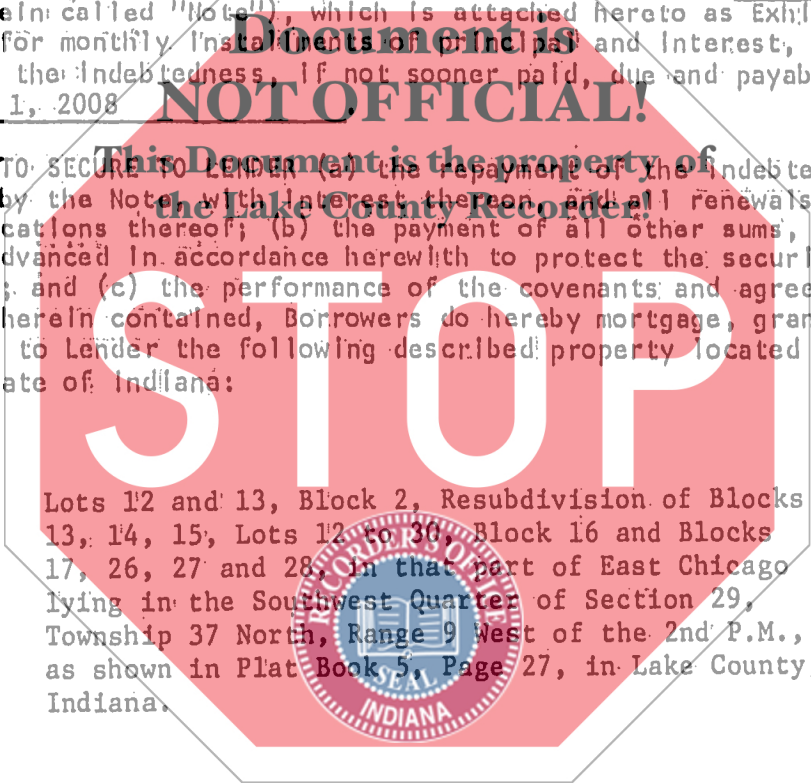 ein called "Note"), which is attached hereto as Exhi
for monthly installments of principal and interest,
the indebtedness, if not sooner paid, due and payab
1, 2008
Document is
NOT OFFICIAL!
This Document is the property of
the Lake County Recorder!
TO SECURE TO LENDER (a) the repayment of the indebte
by the Note, with interest thereon, and all renewals
cations thereof; (b) the payment of all other sums,
dvanced in accordance herewith to protect the securi
; and (c) the performance of the covenants and agree
herein contained, Borrowers do hereby mortgage, gran
to Lender the following described property located
ate of Indiana:
STOP
Lots 12 and 13, Block 2, Resubdivision of Blocks
13, 14, 15, Lots 12 to 30, Block 16 and Blocks
17, 26, 27 and 28, in that part of East Chicago
lying in the Southwest Quarter of Section 29,
Township 37 North, Range 9 West of the 2nd P.M.,
as shown in Plat Book 5, Page 27, in Lake County
Indiana.
RECORDER'S OFFICE
SEAL
INDIANA